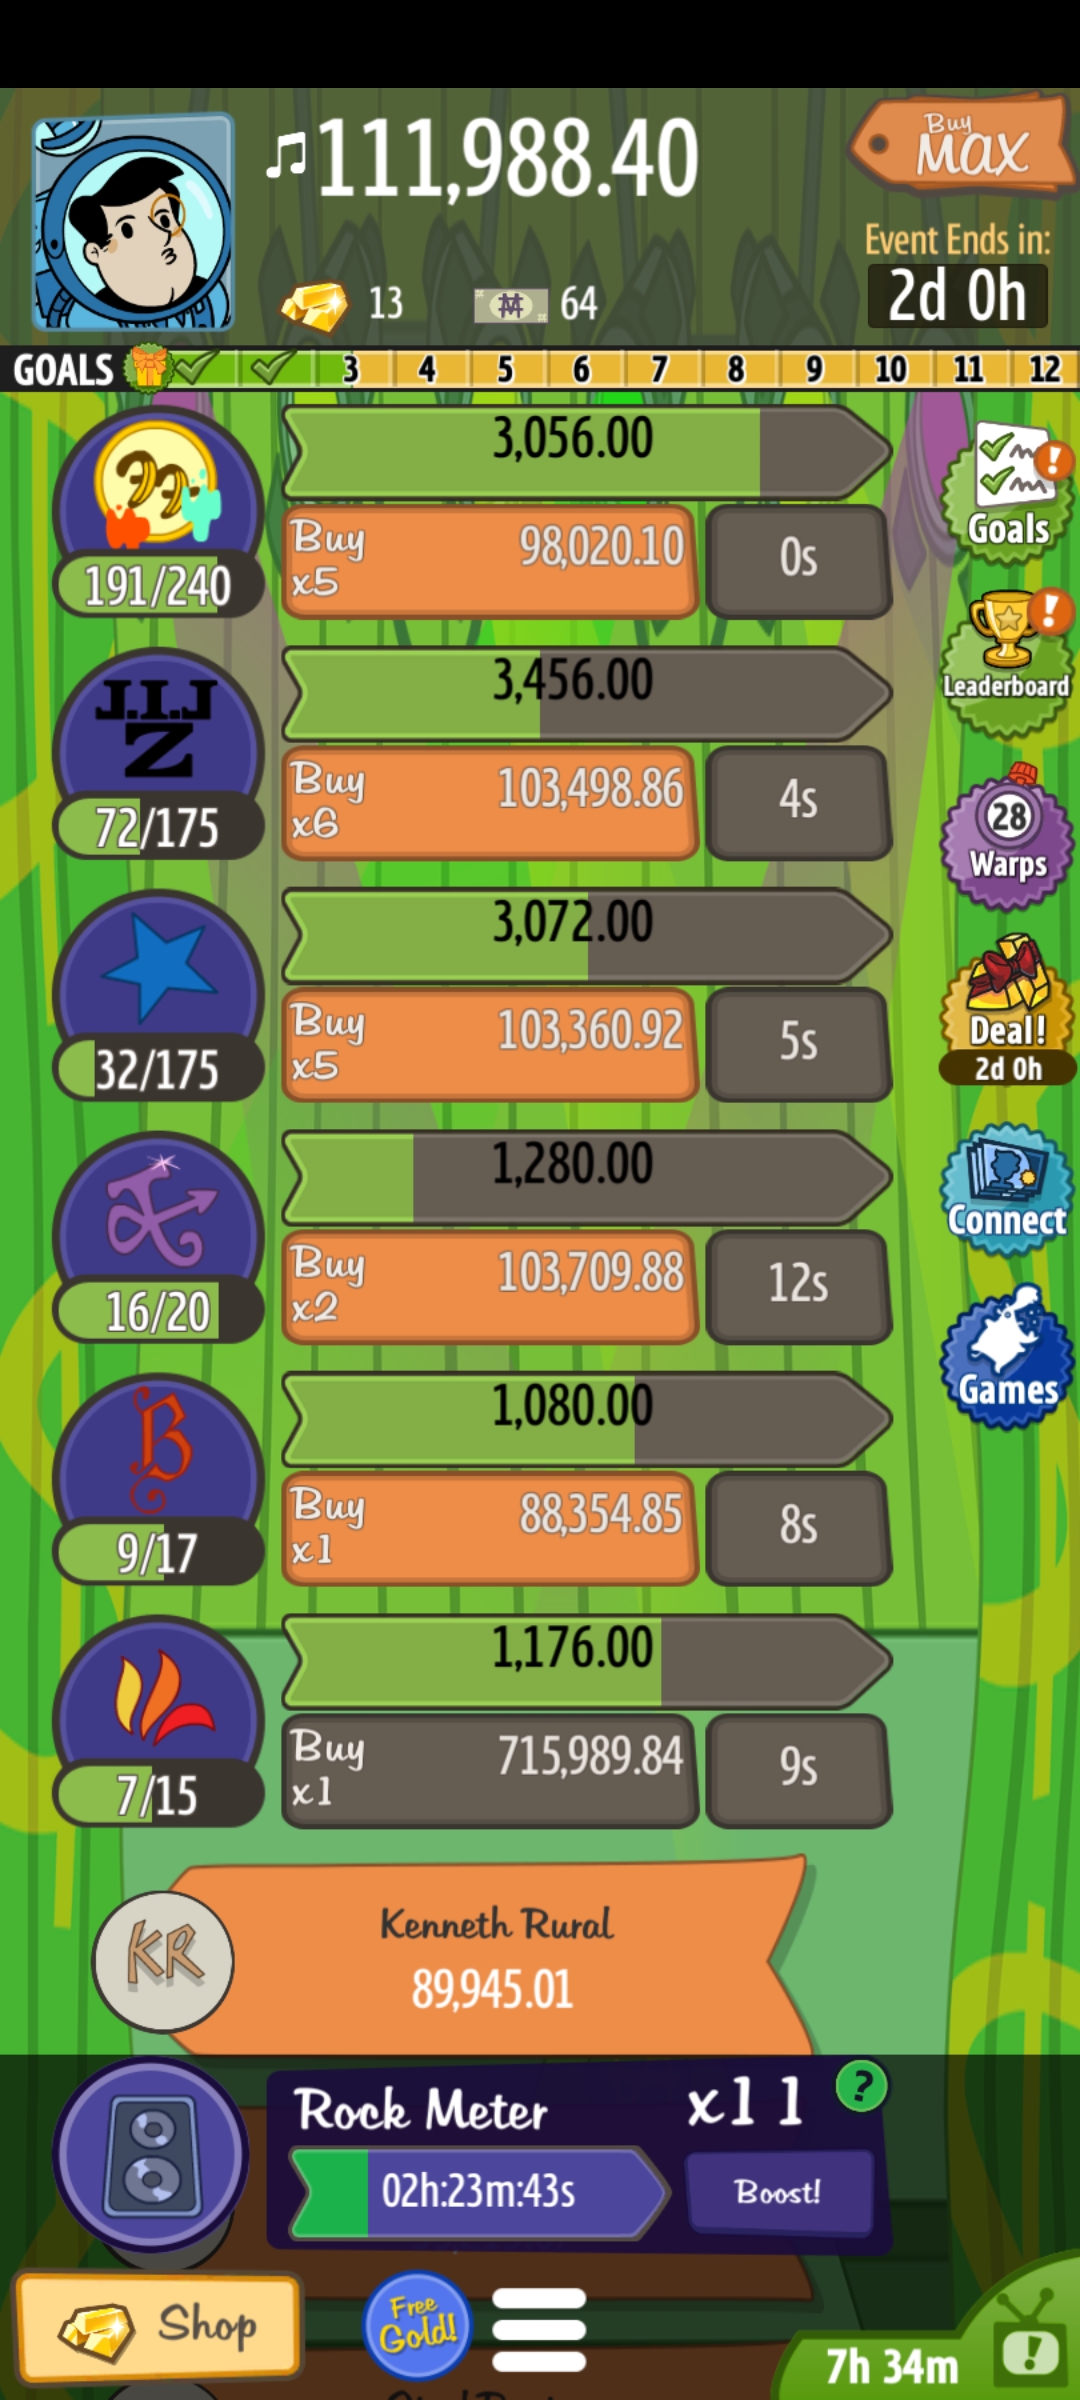 ♫111,988.40
Buy
MAX
Event Ends in:
2d 0h
13
64
GOALS 3 4 5 6 7 8 9 10 11 12
3,056.00
Buy
x5
98,020.10
0s
191/240
Goals
J.I.J
Z
3,456.00
Buy
x6
103,498.86
4s
72/175
Leaderboard
28
Warps
3,072.00
Buy
x5
103,360.92
5s
32/175
Deal!
2d 0h
1,280.00
Buy
x2
103,709.88
12s
16/20
Connect
B
1,080.00
Buy
x1
88,354.85
8s
9/17
Games
1,176.00
Buy
x1
715,989.84
9s
7/15
KR
Kenneth Rural
89,945.01
Rock Meter
x11
?
02h:23m:43s
Boost!
Shop
Free
Gold!
7h 34m